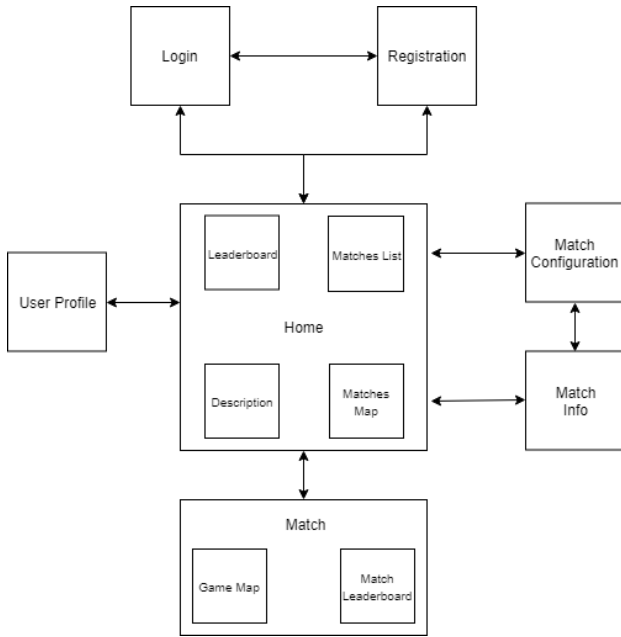 Login
Registration
Leaderboard
Matches List
Match
Configuration
User Profile
Home
Description
Matches
Map
Match
Info
Match
Game Map
Match
Leaderboard